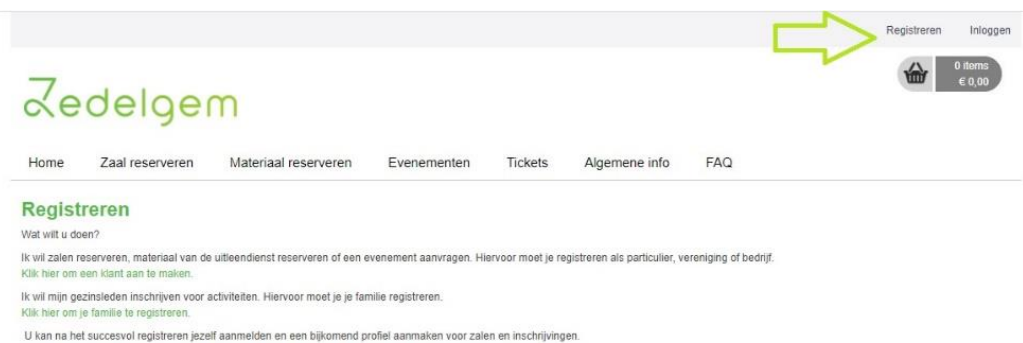 Registreren Inloggen
0 items
€ 0,00
Zedelgem
Home Zaal reserveren Materiaal reserveren Evenementen Tickets Algemene info FAQ
Registreren
Wat wilt u doen?
Ik wil zalen reserveren, materiaal van de uitleendienst reserveren of een evenement aanvragen. Hiervoor moet je registreren als particulier, vereniging of bedrijf.
Klik hier om een klant aan te maken.
Ik wil mijn gezinsleden inschrijven voor activiteiten. Hiervoor moet je je familie registreren.
Klik hier om je familie te registreren.
U kan na het succesvol registreren jezelf aanmelden en een bijkomend profiel aanmaken voor zalen en inschrijvingen.